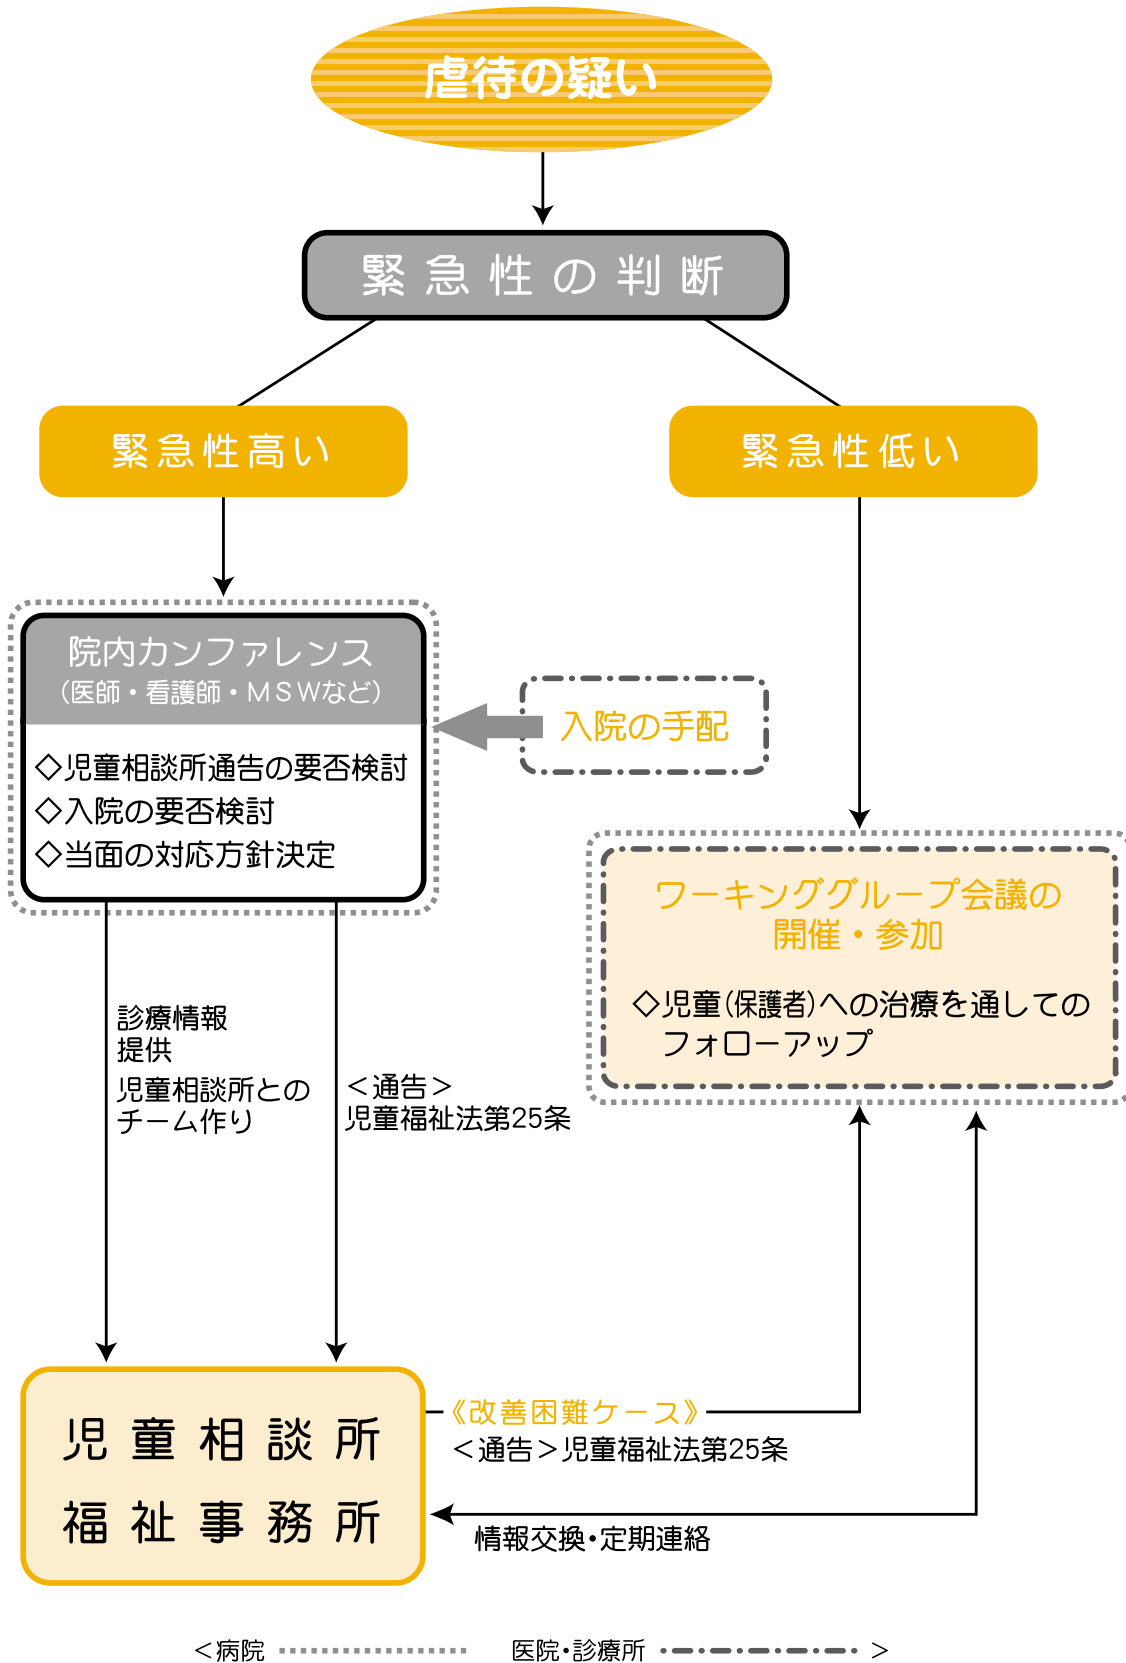 虐待の疑い
緊急性の判断
緊急性高い
緊急性低い
院内カンファレンス
（医師・看護師・ＭＳＷなど）
◇児童相談所通告の要否検討
◇入院の要否検討
◇当面の対応方針決定
入院の手配
ワーキンググループ会議の
開催・参加
◇児童（保護者）への治療を通しての
フォローアップ
診療情報
提供
児童相談所との
チーム作り
＜通告＞
児童福祉法第25条
児童相談所
福祉事務所
《改善困難ケース》
＜通告＞児童福祉法第25条
情報交換・定期連絡
＜病院 医院・診療所 ＞